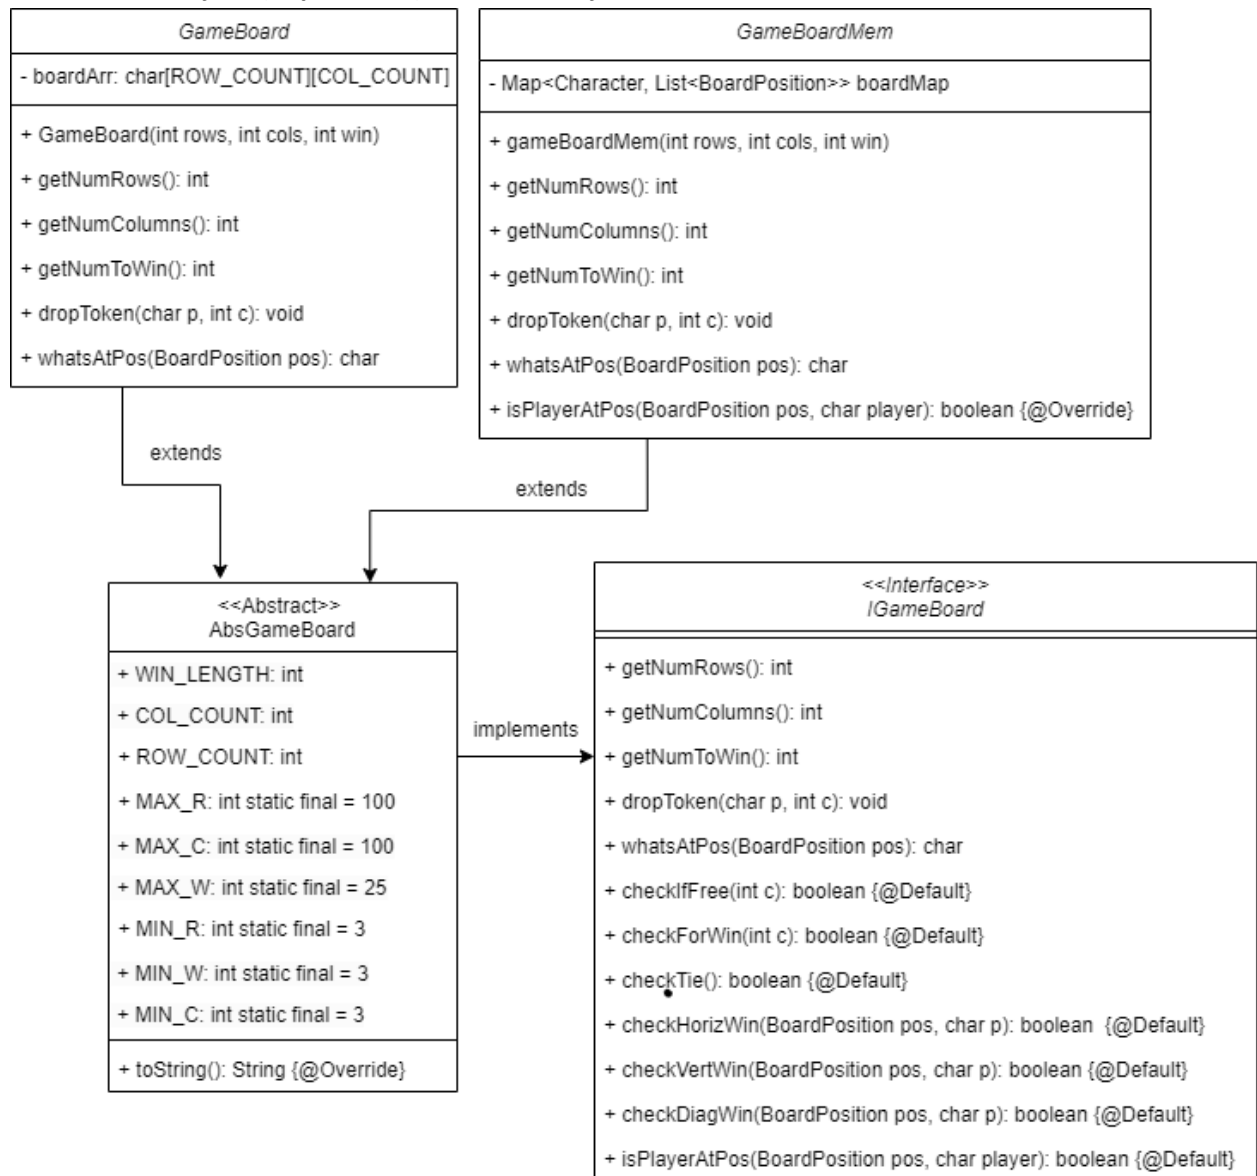 GameBoard
- boardArr: char[ROW_COUNT][COL_COUNT]
+ GameBoard(int rows, int cols, int win)
+ getNumRows(): int
+ getNumColumns(): int
+ getNumToWin(): int
+ dropToken(char p, int c): void
+ whatsAtPos(BoardPosition pos): char
GameBoardMem
- Map<Character, List<BoardPosition>> boardMap
+ gameBoardMem(int rows, int cols, int win)
+ getNumRows(): int
+ getNumColumns(): int
+ getNumToWin(): int
+ dropToken(char p, int c): void
+ whatsAtPos(BoardPosition pos): char
+ isPlayerAtPos(BoardPosition pos, char player): boolean {@Override}
extends
extends
<<Abstract>>
AbsGameBoard
+ WIN_LENGTH: int
+ COL_COUNT: int
+ ROW_COUNT: int
+ MAX_R: int static final = 100
+ MAX_C: int static final = 100
+ MAX_W: int static final = 25
+ MIN_R: int static final = 3
+ MIN_W: int static final = 3
+ MIN_C: int static final = 3
+ toString(): String {@Override}
implements
<<Interface>>
IGameBoard
+ getNumRows(): int
+ getNumColumns(): int
+ getNumToWin(): int
+ dropToken(char p, int c): void
+ whatsAtPos(BoardPosition pos): char
+ checkIfFree(int c): boolean {@Default}
+ checkForWin(int c): boolean {@Default}
+ checkTie(): boolean {@Default}
+ checkHorizWin(BoardPosition pos, char p): boolean  {@Default}
+ checkVertWin(BoardPosition pos, char p): boolean {@Default}
+ checkDiagWin(BoardPosition pos, char p): boolean {@Default}
+ isPlayerAtPos(BoardPosition pos, char player): boolean {@Default}